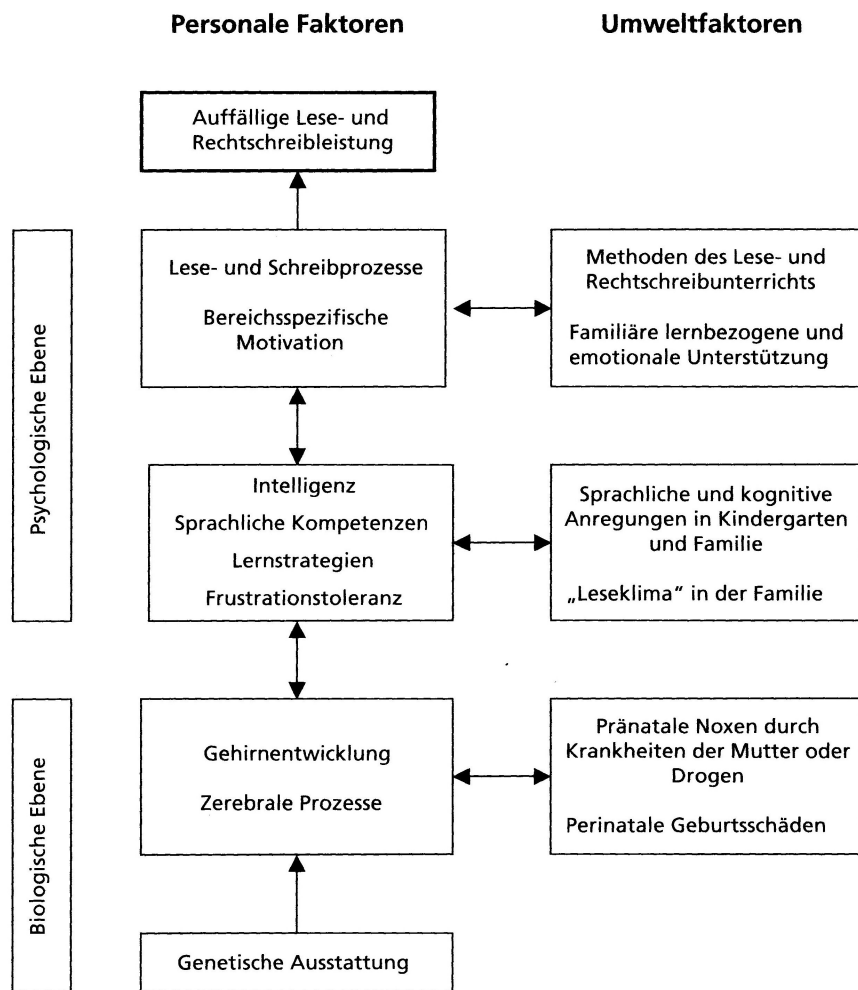 Personale Faktoren
Umweltfaktoren
Auffällige Lese- und
Rechtschreibleistung
Psychologische Ebene
Lese- und Schreibprozesse
Bereichsspezifische
Motivation
Methoden des Lese- und
Rechtschreibunterrichts
Familiäre lernbezogene und
emotionale Unterstützung
Intelligenz
Sprachliche Kompetenzen
Lernstrategien
Frustrationstoleranz
Sprachliche und kognitive
Anregungen in Kindergarten
und Familie
„Leseklima“ in der Familie
Biologische Ebene
Gehirnentwicklung
Zerebrale Prozesse
Pränatale Noxen durch
Krankheiten der Mutter oder
Drogen
Perinatale Geburtsschäden
Genetische Ausstattung